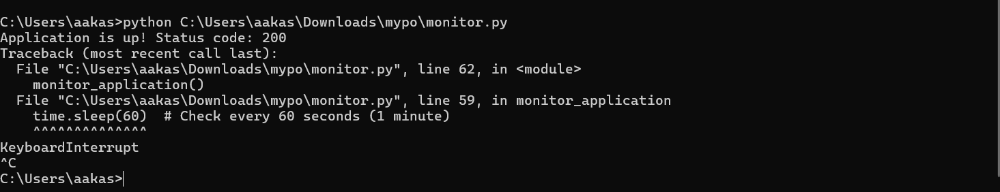 C:\Users\aakas>python C:\Users\aakas\Downloads\mypo\monitor.py
Application is up! Status code: 200
Traceback (most recent call last):
  File "C:\Users\aakas\Downloads\mypo\monitor.py", line 62, in <module>
    monitor_application()
  File "C:\Users\aakas\Downloads\mypo\monitor.py", line 59, in monitor_application
    time.sleep(60)  # Check every 60 seconds (1 minute)
    ^^^^^^^^^^^^^^
KeyboardInterrupt
^C
C:\Users\aakas>